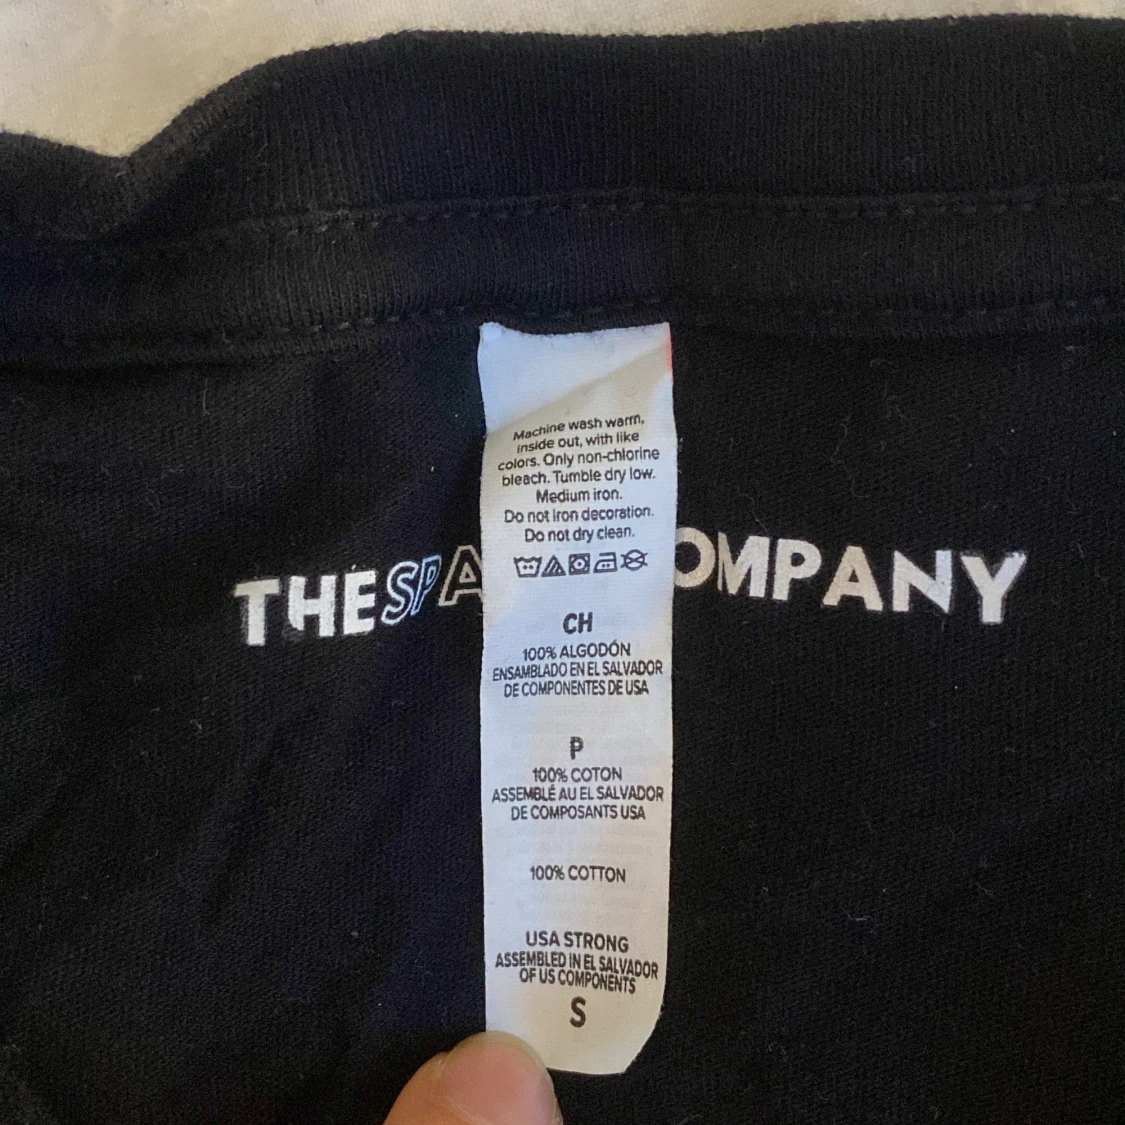 Machine wash warm,
inside out, with like
colors. Only non-chlorine
bleach. Tumble dry low.
Medium iron.
Do not iron decoration.
Do not dry clean.
THESPA OMPANY
CH
100% ALGODÓN
ENSAMBLADO EN EL SALVADOR
DE COMPONENTES DE USA
P
100% COTON
ASSEMBLÉ AU EL SALVADOR
DE COMPOSANTS USA
100% COTTON
USA STRONG
ASSEMBLED IN EL SALVADOR
OF US COMPONENTS
S